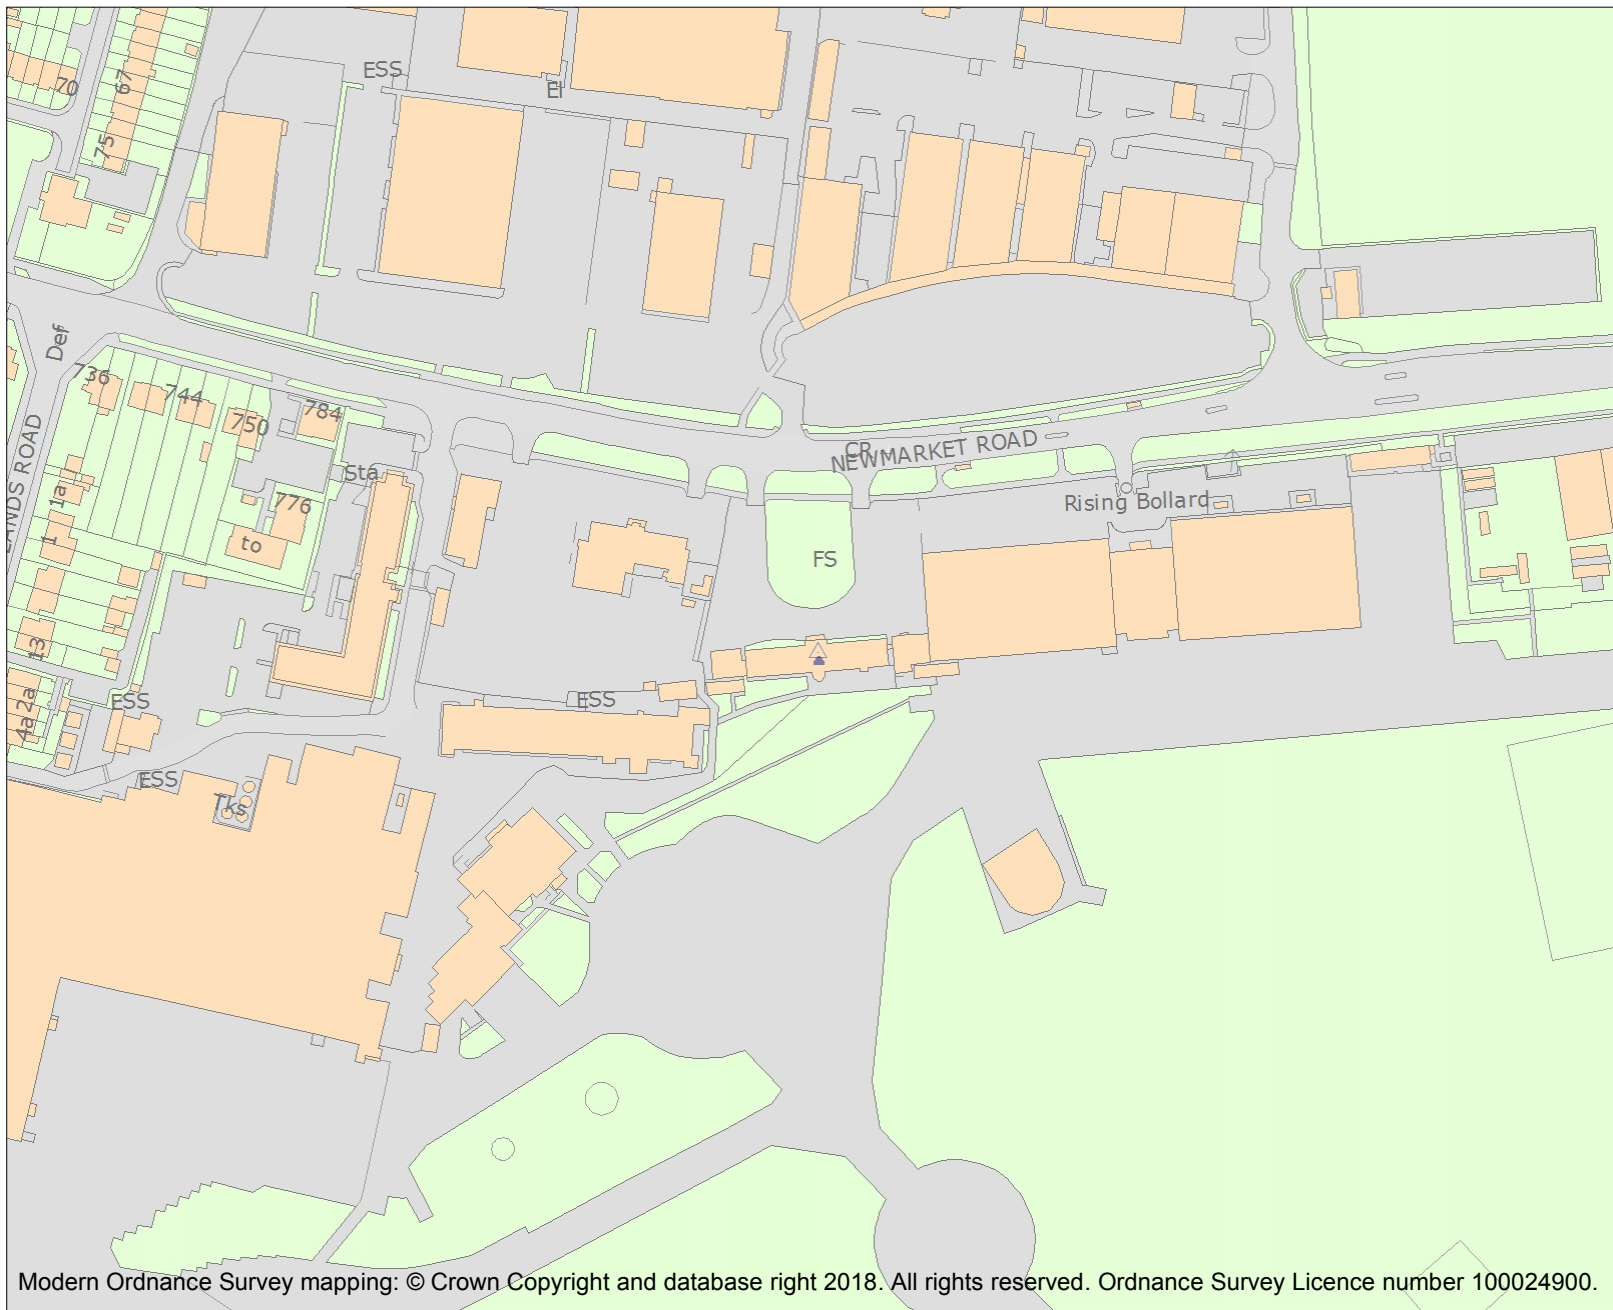 ESS
El
70
67
75
Def
736
744
750
784
CR
NEWMARKET ROAD
Sta
1a
776
Rising Bollard
LANDS ROAD
1
to
FS
13
ESS
ESS
4a
2a
ESS
Tks
Modern Ordnance Survey mapping: © Crown Copyright and database right 2018. All rights reserved. Ordnance Survey Licence number 100024900.